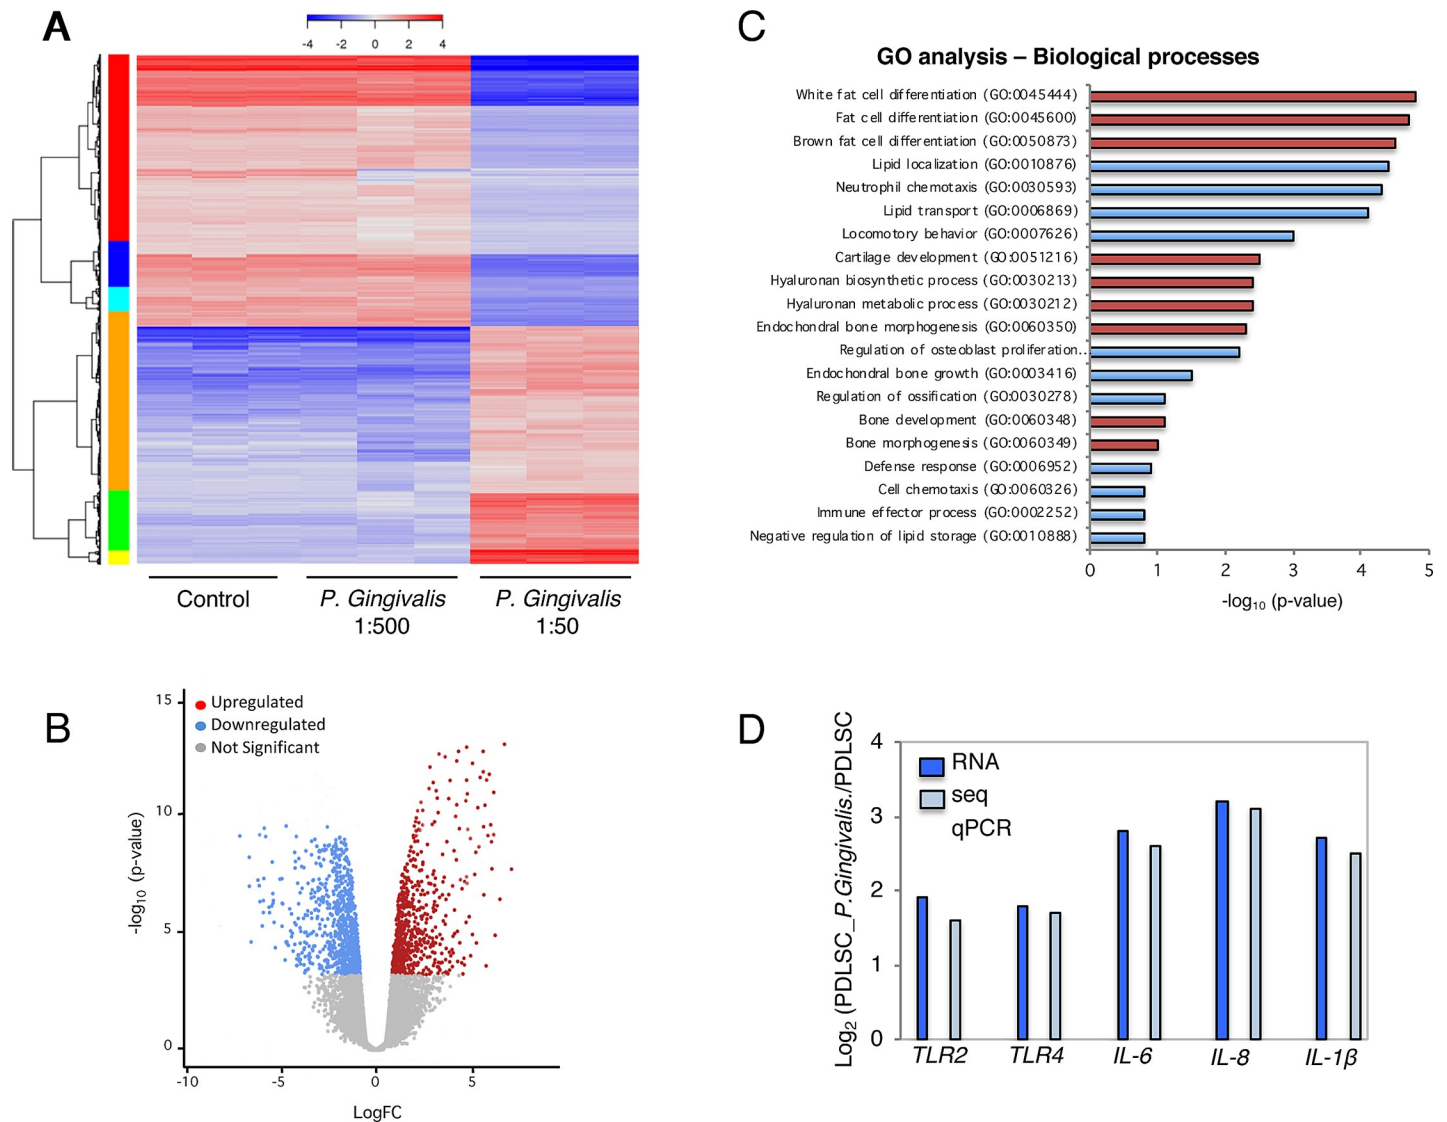 A
-4 -2 0 2 4
Control
P. Gingivalis
1:500
P. Gingivalis
1:50
C
GO analysis – Biological processes
White fat cell differentiation (GO:0045444)
Fat cell differentiation (GO:0045600)
Brown fat cell differentiation (GO:0050873)
Lipid localization (GO:0010876)
Neutrophil chemotaxis (GO:0030593)
Lipid transport (GO:0006869)
Locomotory behavior (GO:0007626)
Cartilage development (GO:0051216)
Hyaluronan biosynthetic process (GO:0030213)
Hyaluronan metabolic process (GO:0030212)
Endochondral bone morphogenesis (GO:0060350)
Regulation of osteoblast proliferation...
Endochondral bone growth (GO:0003416)
Regulation of ossification (GO:0030278)
Bone development (GO:0060348)
Bone morphogenesis (GO:0060349)
Defense response (GO:0006952)
Cell chemotaxis (GO:0060326)
Immune effector process (GO:0002252)
Negative regulation of lipid storage (GO:0010888)
0 1 2 3 4 5
-log10 (p-value)
B
Upregulated
Downregulated
Not Significant
15
10
5
0
-log10 (p-value)
-10 -5 0 5
LogFC
D
Log2 (PDLSC_P.Gingivalis./PDLSC
4
3
2
1
0
RNA
seq
qPCR
TLR2 TLR4 IL-6 IL-8 IL-1β